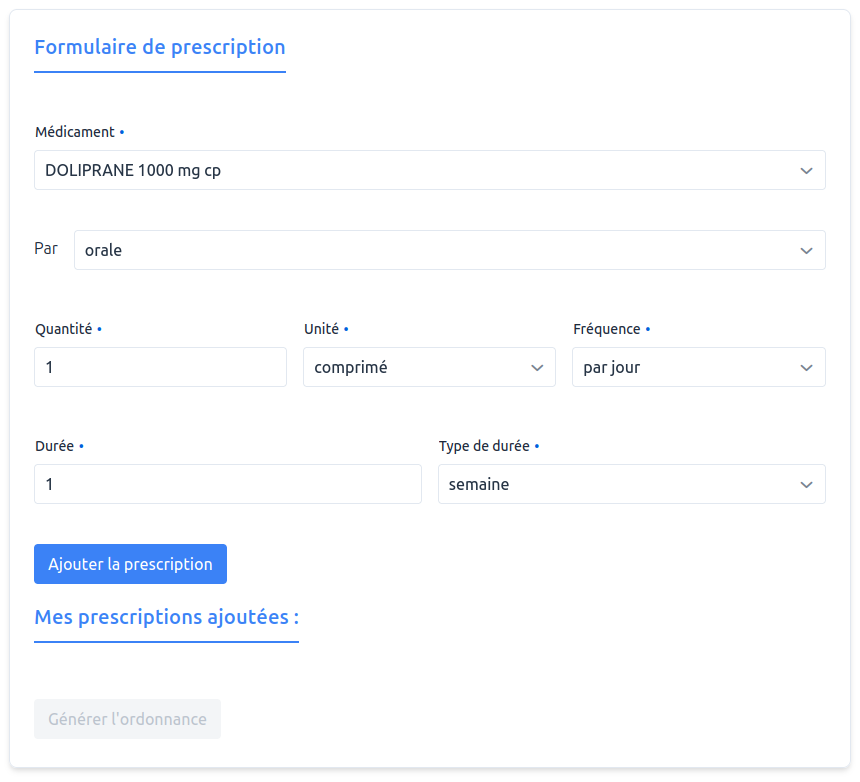 Formulaire de prescription
Médicament •
DOLIPRANE 1000 mg cp
Par
orale
Quantité •
Unité •
Fréquence •
1
comprimé
par jour
Durée •
Type de durée •
1
semaine
Ajouter la prescription
Mes prescriptions ajoutées :
Générer l'ordonnance